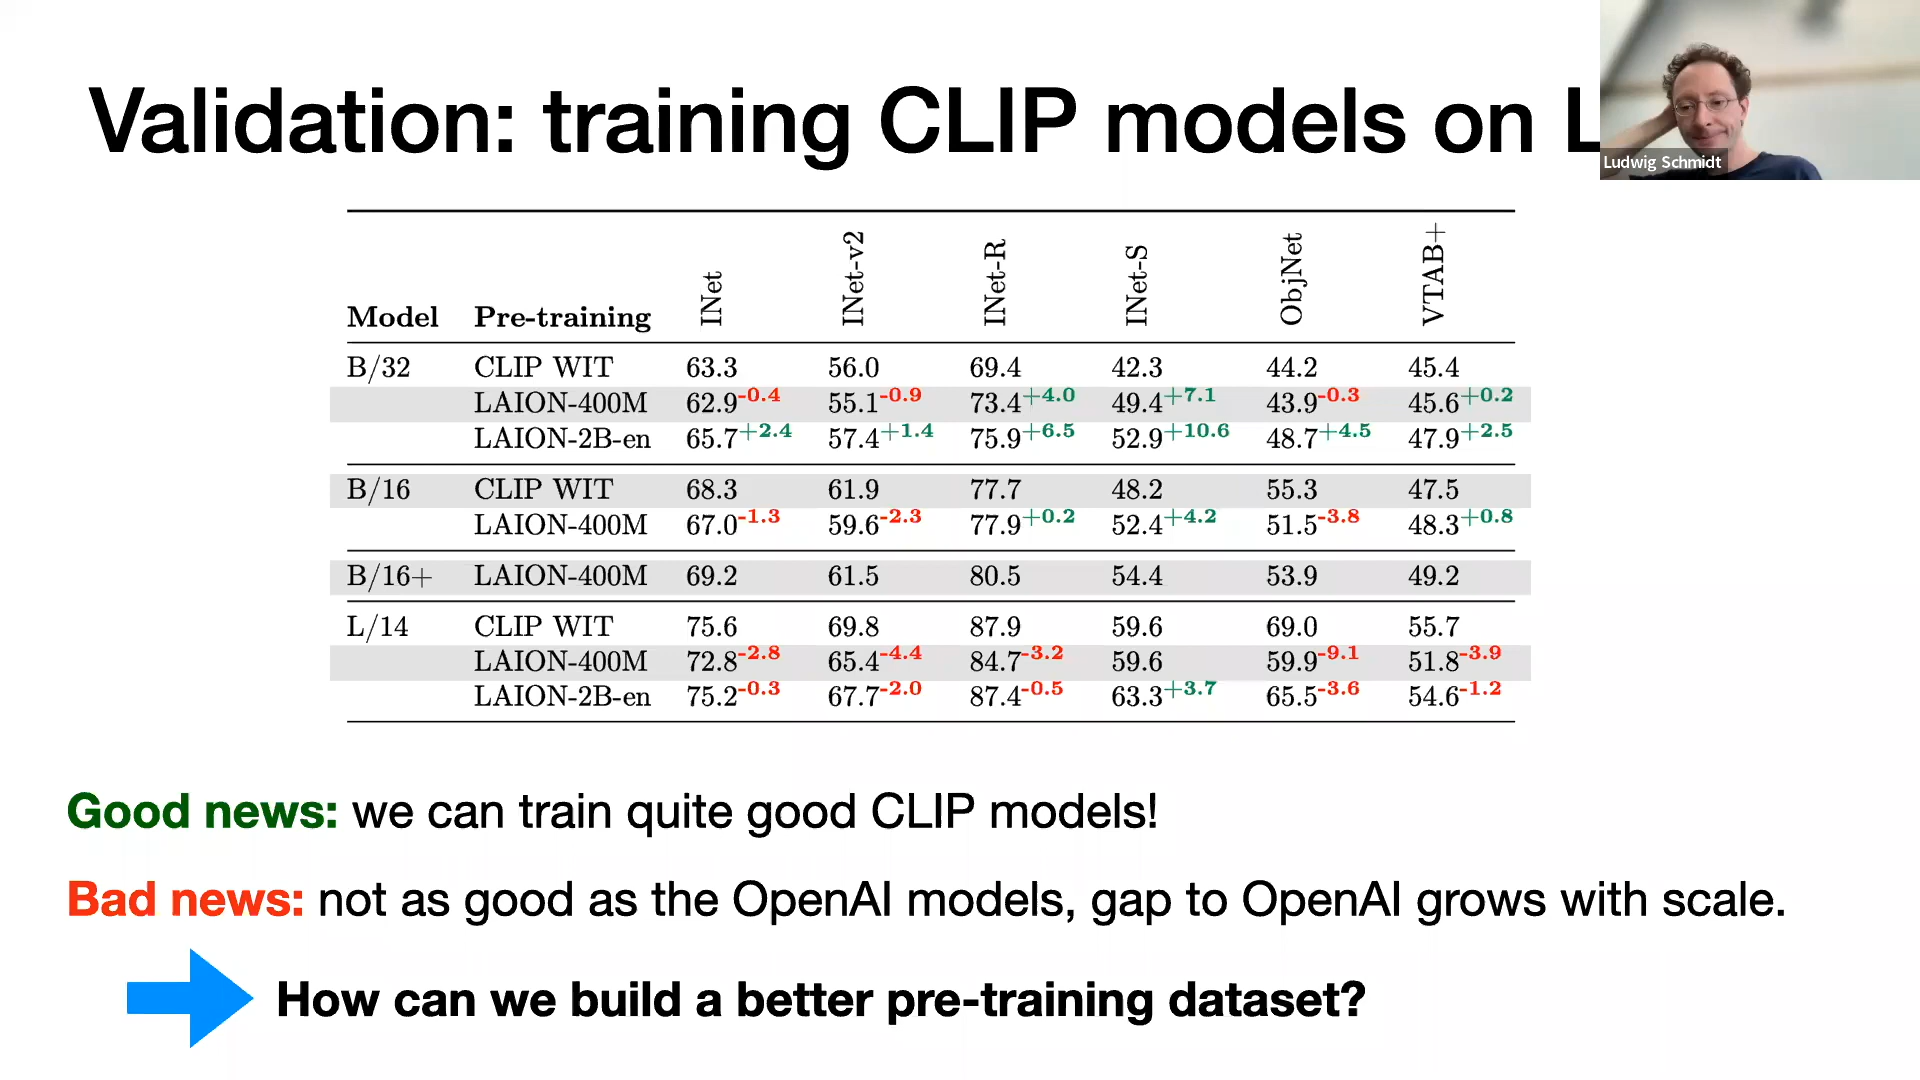 Validation: training CLIP models on L
Ludwig Schmidt
Model Pre-training INet INet-v2 INet-R INet-S ObjNet VTAB+
B/32 CLIP WIT 63.3 56.0 69.4 42.3 44.2 45.4
LAION-400M 62.9-0.4 55.1-0.9 73.4+4.0 49.4+7.1 43.9-0.3 45.6+0.2
LAION-2B-en 65.7+2.4 57.4+1.4 75.9+6.5 52.9+10.6 48.7+4.5 47.9+2.5
B/16 CLIP WIT 68.3 61.9 77.7 48.2 55.3 47.5
LAION-400M 67.0-1.3 59.6-2.3 77.9+0.2 52.4+4.2 51.5-3.8 48.3+0.8
B/16+ LAION-400M 69.2 61.5 80.5 54.4 53.9 49.2
L/14 CLIP WIT 75.6 69.8 87.9 59.6 69.0 55.7
LAION-400M 72.8-2.8 65.4-4.4 84.7-3.2 59.6 59.9-9.1 51.8-3.9
LAION-2B-en 75.2-0.3 67.7-2.0 87.4-0.5 63.3+3.7 65.5-3.6 54.6-1.2
Good news: we can train quite good CLIP models!
Bad news: not as good as the OpenAI models, gap to OpenAI grows with scale.
How can we build a better pre-training dataset?